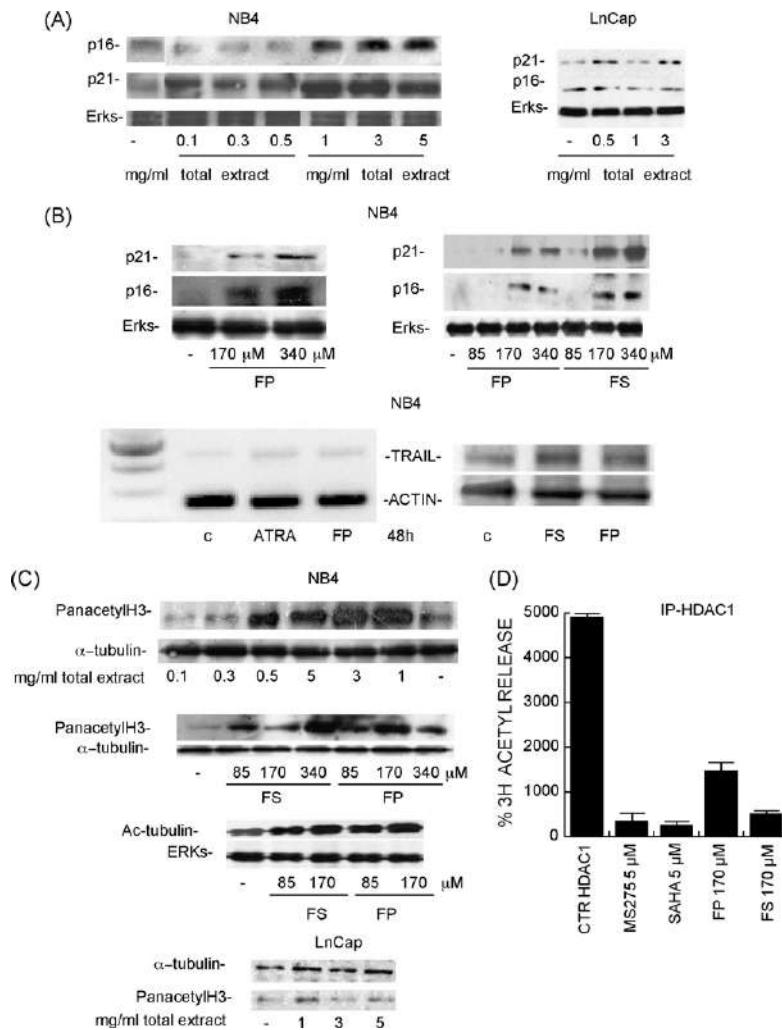 (A) NB4 LnCap
p16-
p21-
Erks-
- 0.1 0.3 0.5 1 3 5
mg/ml total extract mg/ml total extract
p21-
p16-
Erks-
- 0.5 1 3
mg/ml total extract
(B) NB4
p21-
p16-
Erks-
- 170 μM 340 μM
FP
p21-
p16-
Erks-
- 85 170 340 85 170 340 μM
FP FS
NB4
-TRAIL-
-ACTIN-
c ATRA FP 48h c FS FP
(C) NB4
PanacetylH3-
α-tubulin-
mg/ml total extract 0.1 0.3 0.5 5 3 1 -
PanacetylH3-
α-tubulin-
- 85 170 340 85 170 340 μM
FS FP
Ac-tubulin-
ERKs-
- 85 170 85 170 μM
FS FP
LnCap
α-tubulin-
PanacetylH3-
mg/ml total extract - 1 3 5
(D) IP-HDAC1
% 3H ACETYL RELEASE
5000
4000
3000
2000
1000
0
CTR HDAC1
MS275 5 μM
SAHA 5 μM
FP 170 μM
FS 170 μM